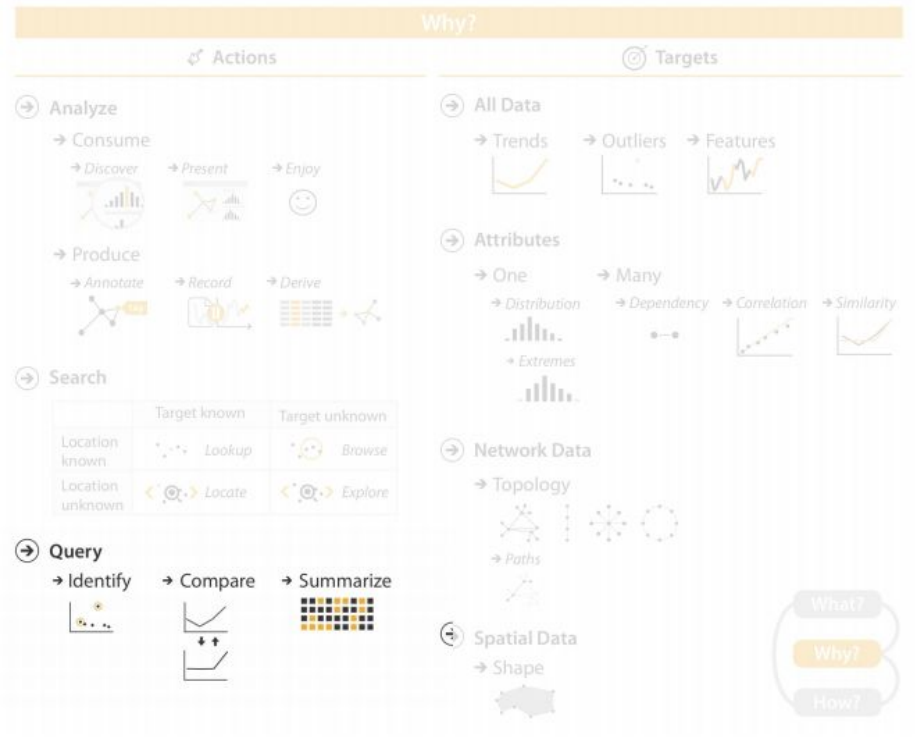 Why?
Actions
Analyze
→ Consume
→ Discover → Present → Enjoy
→ Produce
→ Annotate → Record → Derive
Search
Target known Target unknown
Location known Lookup Browse
Location unknown Locate Explore
Query
→ Identify → Compare → Summarize
Targets
All Data
→ Trends → Outliers → Features
Attributes
→ One → Many
→ Distribution → Dependency → Correlation → Similarity
→ Extremes
Network Data
→ Topology
→ Paths
Spatial Data
→ Shape
What?
Why?
How?